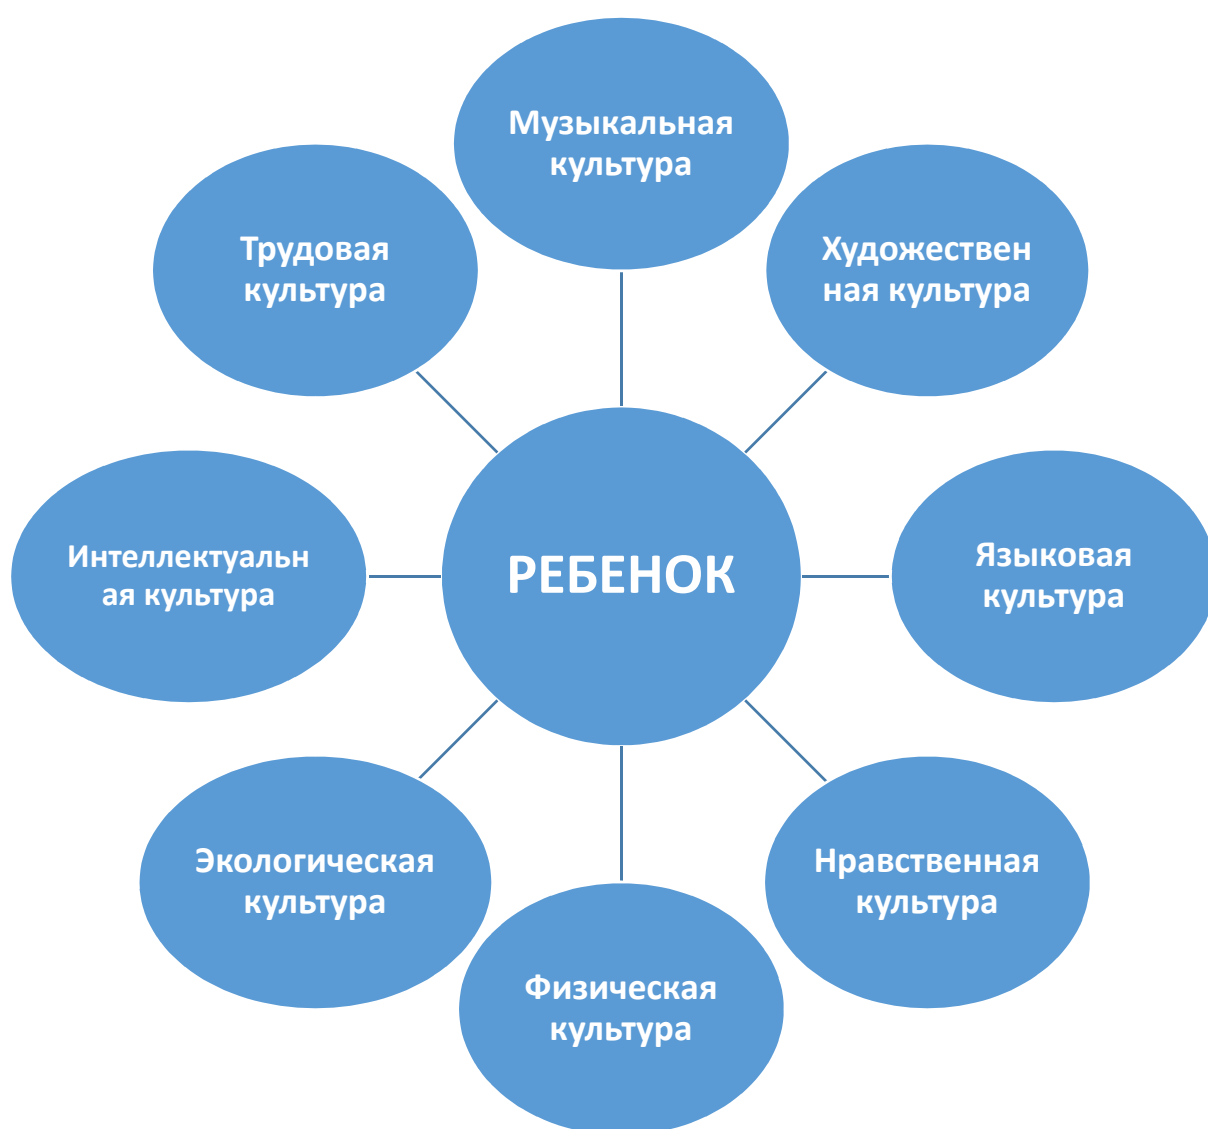 Музыкальная
культура
Трудовая
культура
Художествен
ная культура
Интеллектуальн
ая культура
РЕБЕНОК
Языковая
культура
Экологическая
культура
Нравственная
культура
Физическая
культура